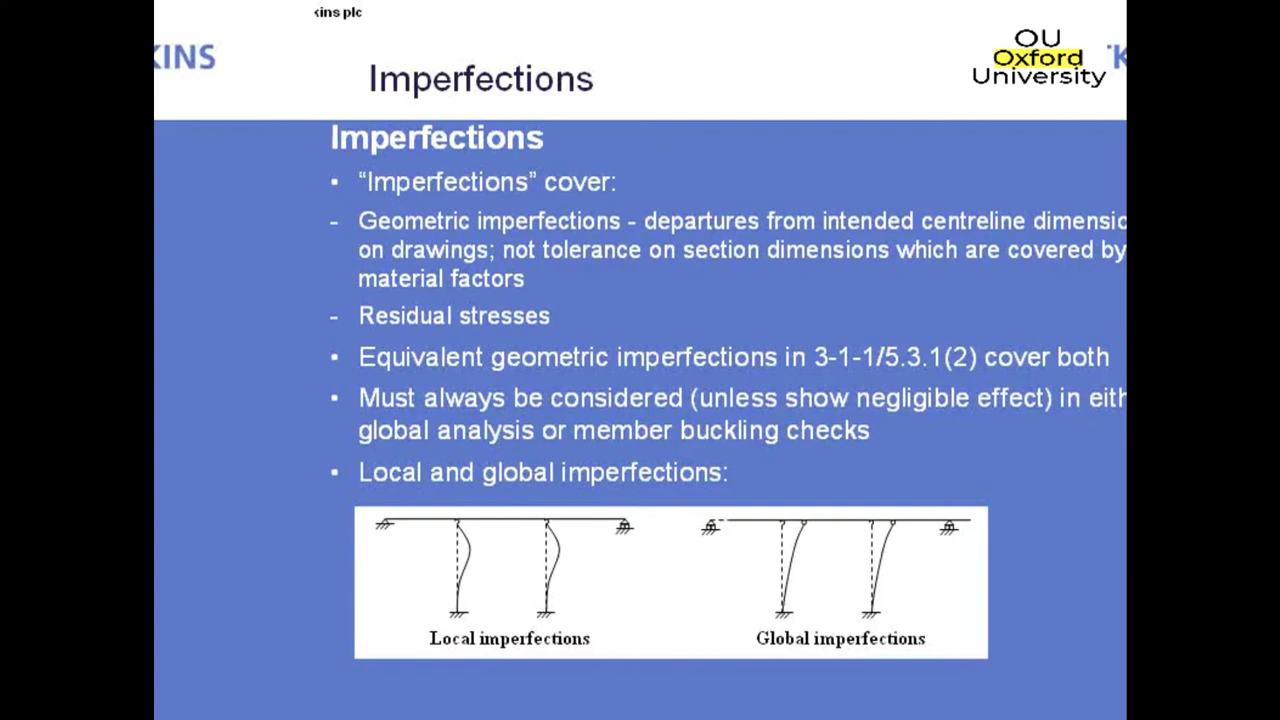 kins plc
KINS
OU
Oxford
University
Imperfections
Imperfections
• “Imperfections” cover:
- Geometric imperfections - departures from intended centreline dimensic
on drawings; not tolerance on section dimensions which are covered by
material factors
- Residual stresses
• Equivalent geometric imperfections in 3-1-1/5.3.1(2) cover both
• Must always be considered (unless show negligible effect) in eith
global analysis or member buckling checks
• Local and global imperfections:
Local imperfections
Global imperfections